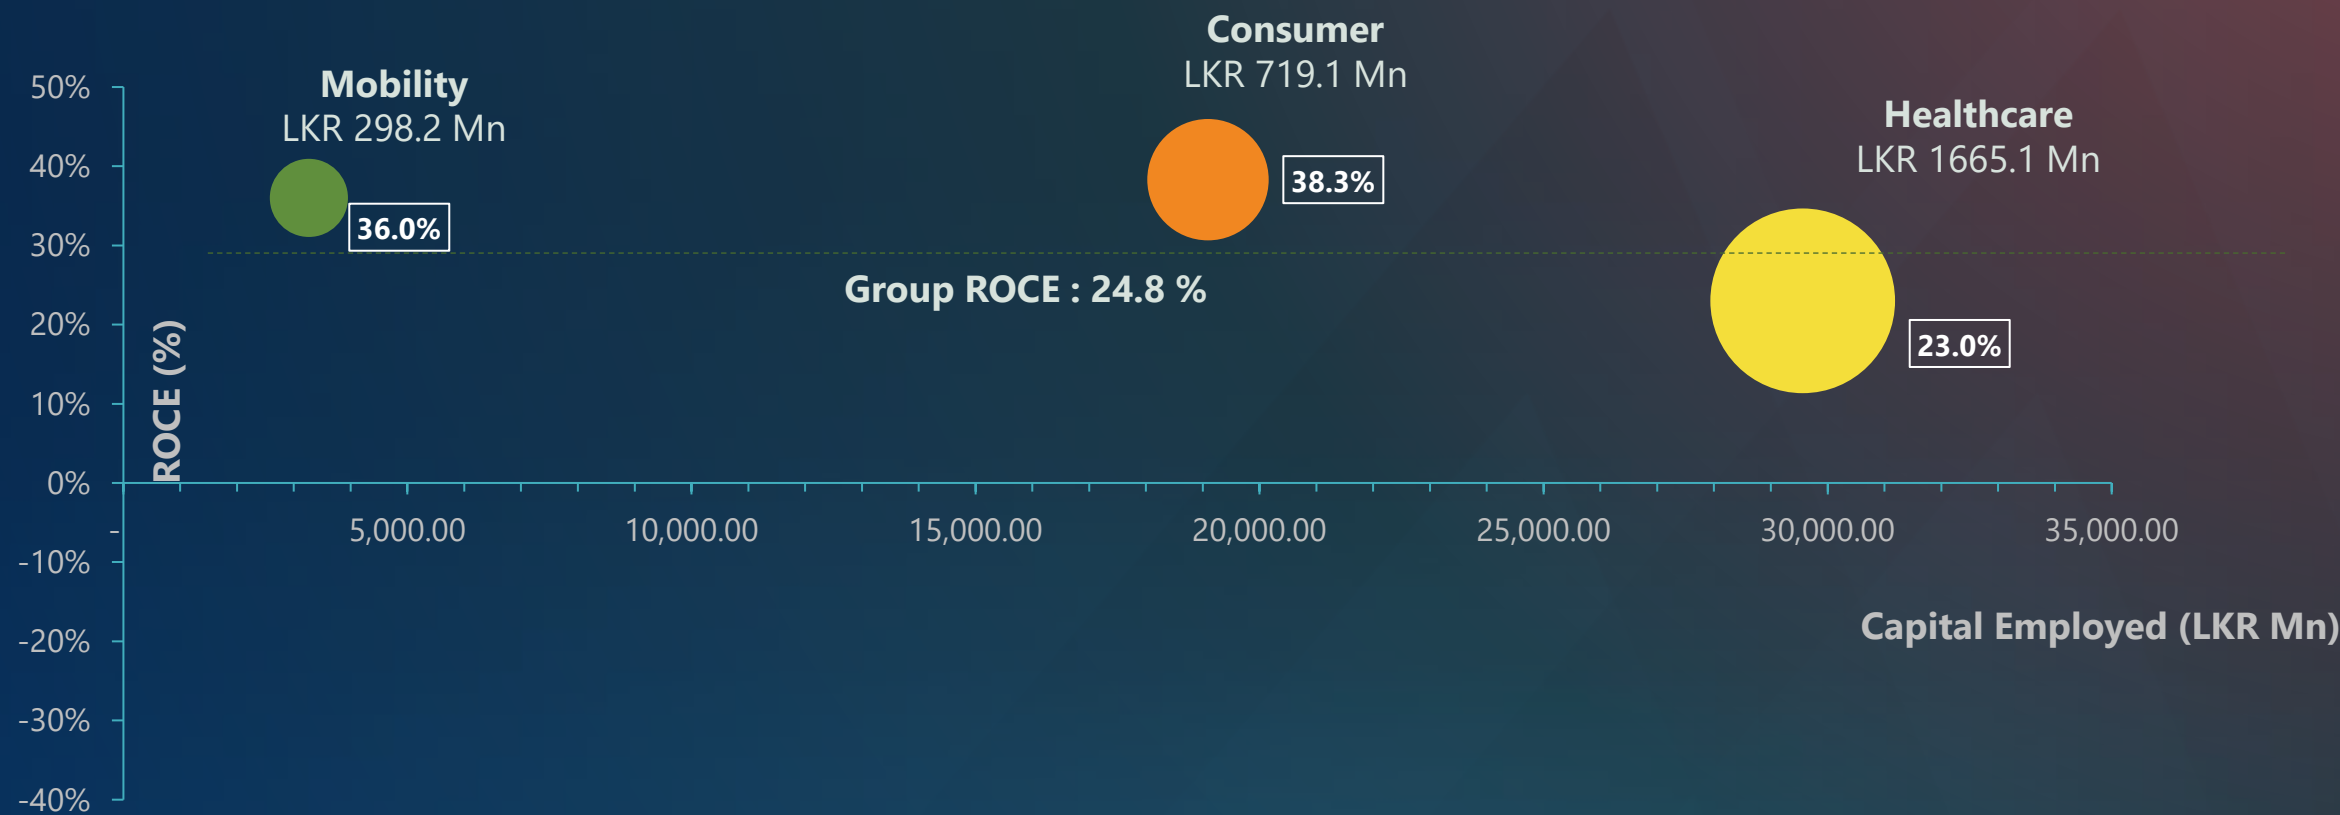 Consumer
LKR 719.1 Mn
Mobility
LKR 298.2 Mn
Healthcare
LKR 1665.1 Mn
50%
40%
30%
20%
10%
0%
-
-10%
-20%
-30%
-40%
ROCE (%)
36.0%
38.3%
23.0%
Group ROCE : 24.8 %
5,000.00
10,000.00
15,000.00
20,000.00
25,000.00
30,000.00
35,000.00
Capital Employed (LKR Mn)